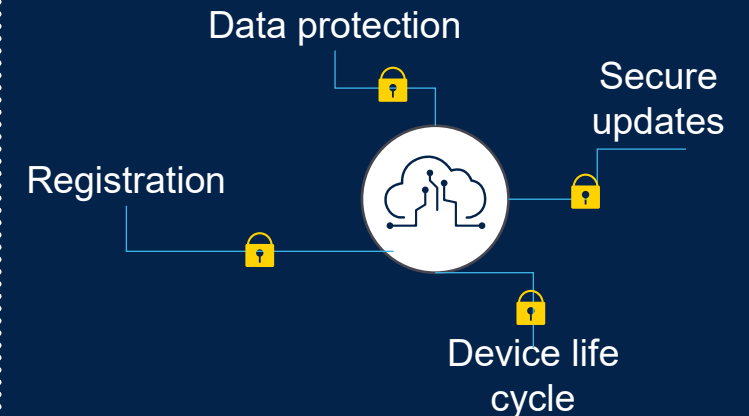 Data protection
Secure
updates
Registration
Device life
cycle